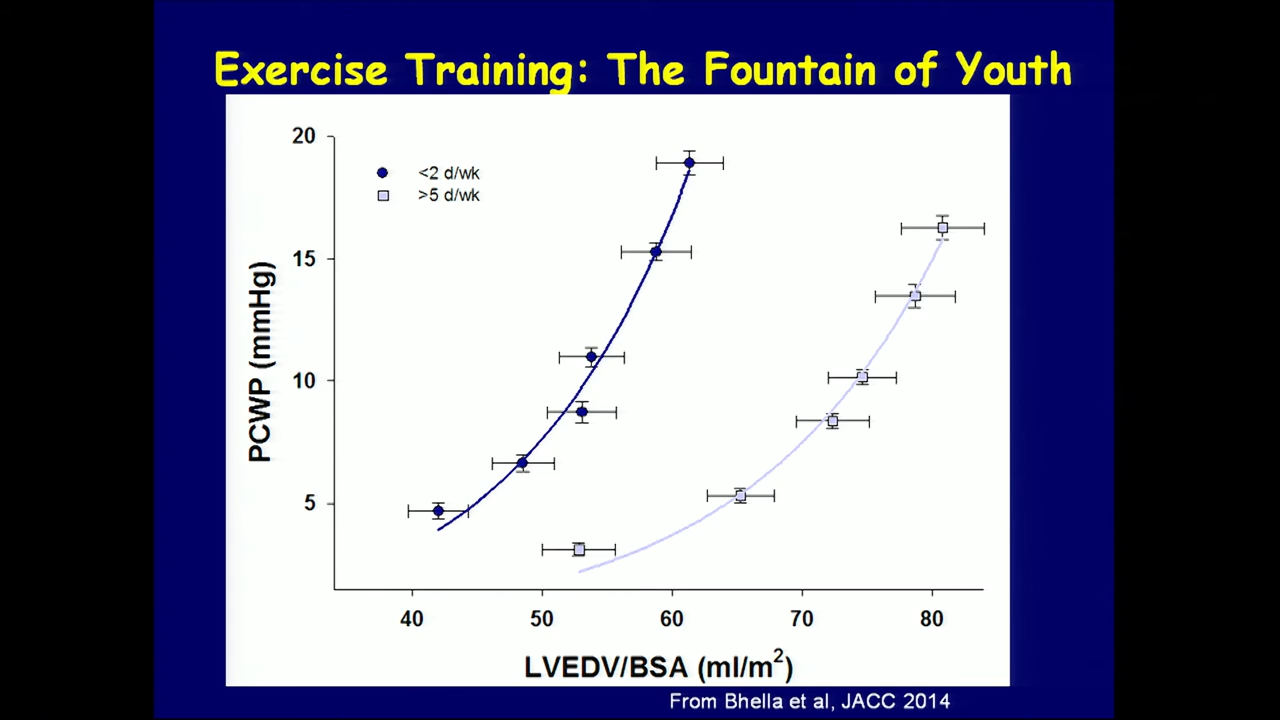 Exercise Training: The Fountain of Youth
20
<2 d/wk
>5 d/wk
15
10
5
PCWP (mmHg)
40 50 60 70 80
LVEDV/BSA (ml/m²)
From Bhella et al, JACC 2014